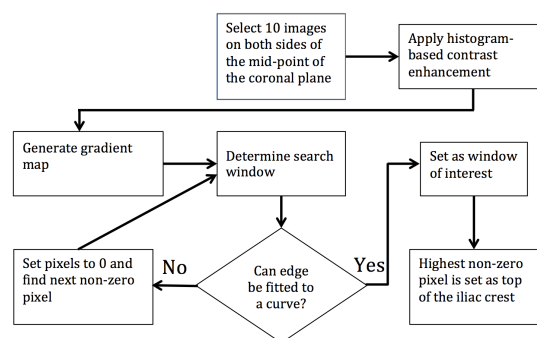 Select 10 images
on both sides of
the mid-point of
the coronal plane
Apply histogram-
based contrast
enhancement
Generate gradient
map
Determine search
window
Set as window
of interest
Set pixels to 0 and
find next non-zero
pixel
No
Can edge
be fitted to
a curve?
Yes
Highest non-zero
pixel is set as top
of the iliac crest